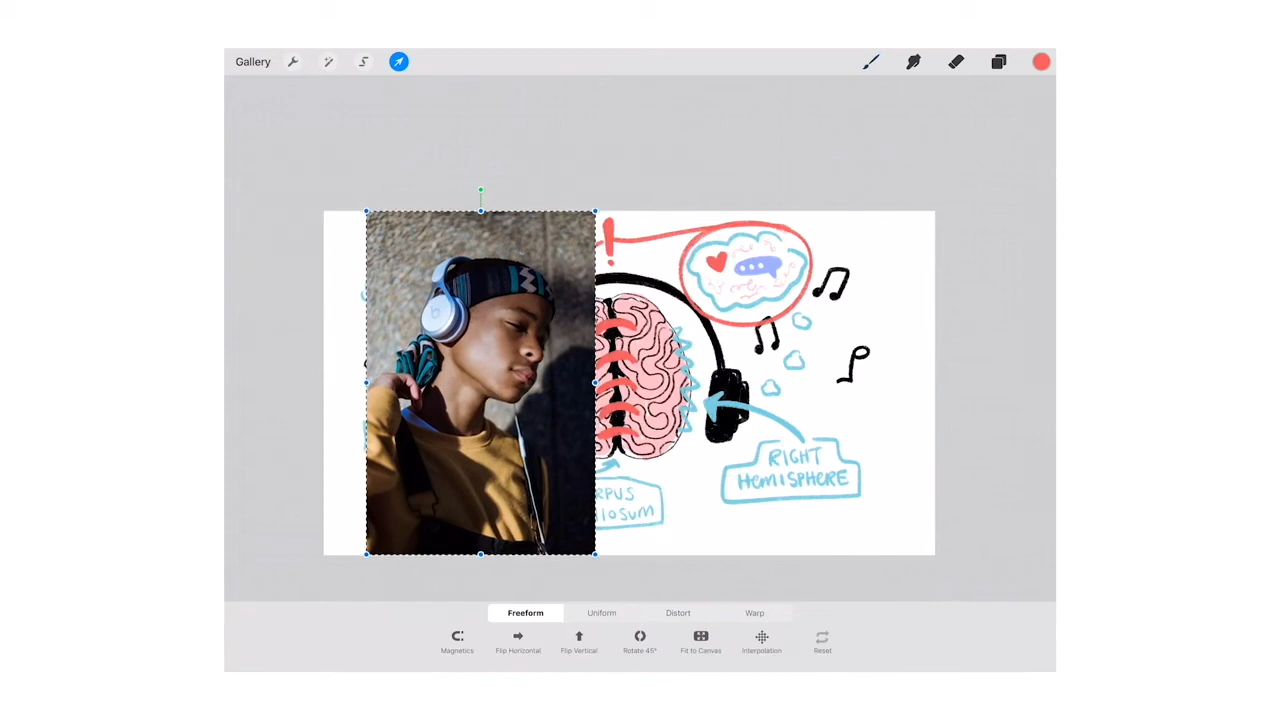 Gallery
!
RIGHT
HEMISPHERE
RPUS
LOSUM
Freeform Uniform Distort Warp
Magnetics Flip Horizontal Flip Vertical Rotate 45° Fit to Canvas Interpolation Reset